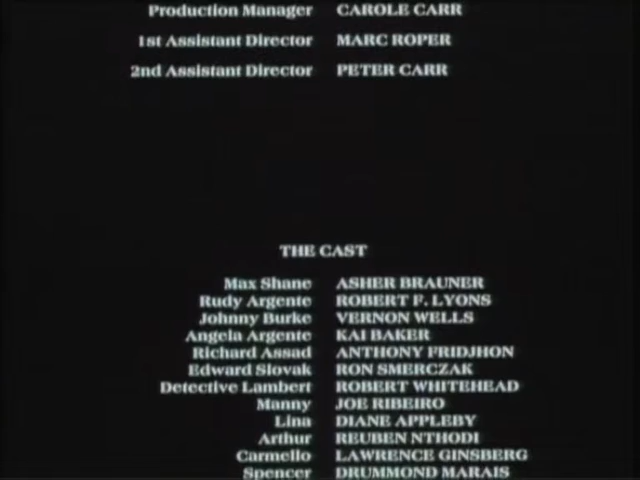 Production Manager CAROLE CARR
1st Assistant Director MARC ROPER
2nd Assistant Director PETER CARR
THE CAST
Max Shane ASHER BRAUNER
Rudy Argente ROBERT F. LYONS
Johnny Burke VERNON WELLS
Angela Argente KAI BAKER
Richard Assad ANTHONY FRIDJHON
Edward Slovak RON SMERCZAK
Detective Lambert ROBERT WHITEHEAD
Manny JOE RIBEIRO
Lina DIANE APPLEBY
Arthur REUBEN NTHODI
Carmello LAWRENCE GINSBERG
Spencer DRUMMOND MARAIS